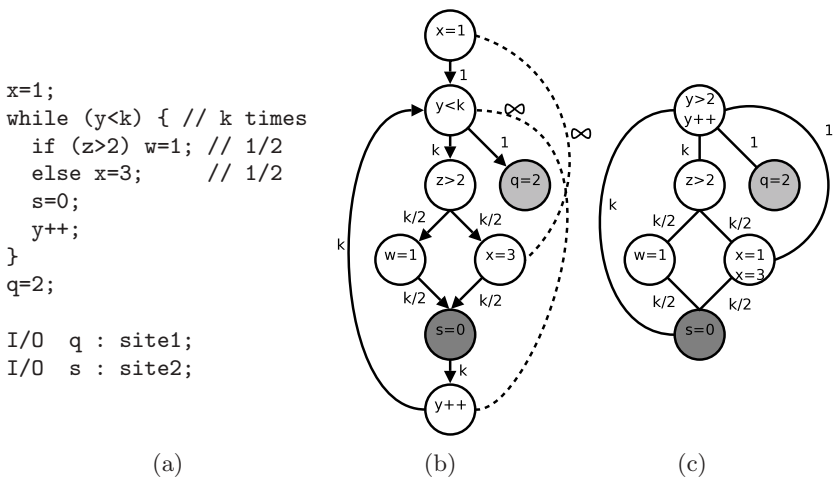 x=1;
while (y<k) { // k times
if (z>2) w=1; // 1/2
else x=3; // 1/2
s=0;
y++;
}
q=2;
I/O q : site1;
I/O s : site2;
(a)
x=1
1
y<k
∞
∞
k
1
z>2
q=2
k/2
k/2
k
w=1
x=3
k/2
k/2
s=0
k
y++
(b)
y>2
y++
1
k
1
z>2
q=2
k
k/2
k/2
w=1
x=1
x=3
k/2
k/2
s=0
(c)